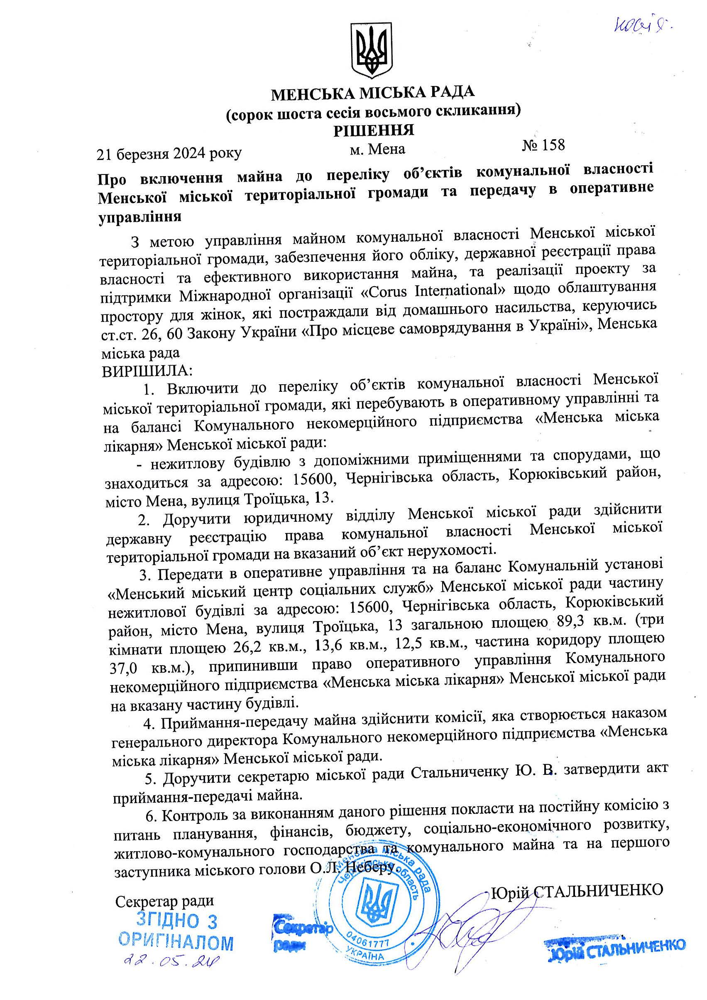 копія.
МЕНСЬКА МІСЬКА РАДА
(сорок шоста сесія восьмого скликання)
РІШЕННЯ
21 березня 2024 року м. Мена № 158
Про включення майна до переліку об’єктів комунальної власності
Менської міської територіальної громади та передачу в оперативне
управління
З метою управління майном комунальної власності Менської міської
територіальної громади, забезпечення його обліку, державної реєстрації права
власності та ефективного використання майна, та реалізації проекту за
підтримки Міжнародної організації «Corus International» щодо облаштування
простору для жінок, які постраждали від домашнього насильства, керуючись
ст.ст. 26, 60 Закону України «Про місцеве самоврядування в Україні», Менська
міська рада
ВИРІШИЛА:
1. Включити до переліку об’єктів комунальної власності Менської
міської територіальної громади, які перебувають в оперативному управлінні та
на балансі Комунального некомерційного підприємства «Менська міська
лікарня» Менської міської ради:
- нежитлову будівлю з допоміжними приміщеннями та спорудами, що
знаходиться за адресою: 15600, Чернігівська область, Корюківський район,
місто Мена, вулиця Троїцька, 13.
2. Доручити юридичному відділу Менської міської ради здійснити
державну реєстрацію права комунальної власності Менської міської
територіальної громади на вказаний об’єкт нерухомості.
3. Передати в оперативне управління та на баланс Комунальній установі
«Менський міський центр соціальних служб» Менської міської ради частину
нежитлової будівлі за адресою: 15600, Чернігівська область, Корюківський
район, місто Мена, вулиця Троїцька, 13 загальною площею 89,3 кв.м. (три
кімнати площею 26,2 кв.м., 13,6 кв.м., 12,5 кв.м., частина коридору площею
37,0 кв.м.), припинивши право оперативного управління Комунального
некомерційного підприємства «Менська міська лікарня» Менської міської ради
на вказану частину будівлі.
4. Приймання-передачу майна здійснити комісії, яка створюється наказом
генерального директора Комунального некомерційного підприємства «Менська
міська лікарня» Менської міської ради.
5. Доручити секретарю міської ради Стальниченку Ю. В. затвердити акт
приймання-передачі майна.
6. Контроль за виконанням даного рішення покласти на постійну комісію з
питань планування, фінансів, бюджету, соціально-економічного розвитку,
житлово-комунального господарства та комунального майна та на першого
заступника міського голови О.Л. Неберу.
Секретар ради Юрій СТАЛЬНИЧЕНКО
Менська міська рада
Чернігівська область
04061777
УКРАЇНА
ЗГІДНО З
ОРИГІНАЛОМ
22.05.24
Секретар
ради
Юрій СТАЛЬНИЧЕНКО